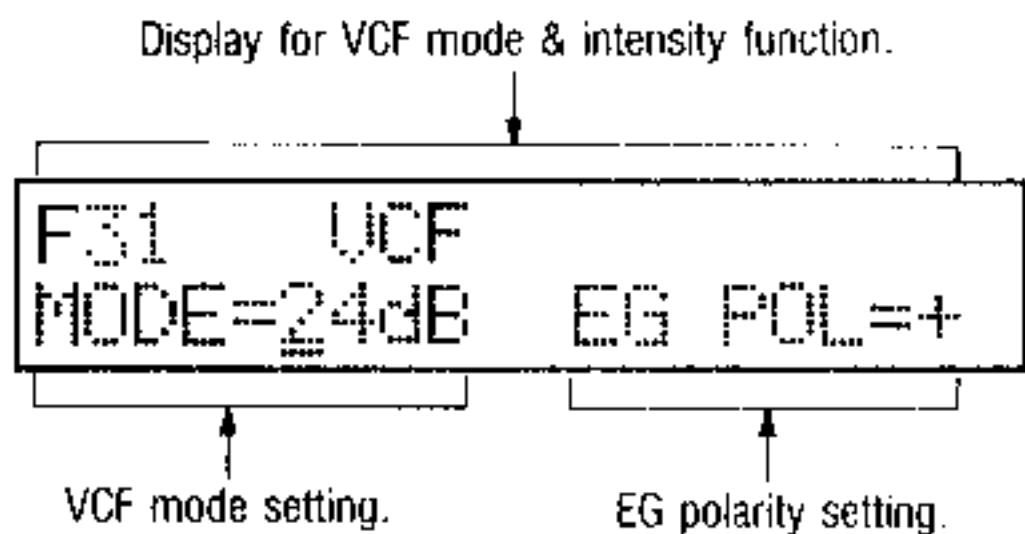 Display for VCF mode & intensity function.
F31 VCF
MODE=24dB EG POL=+
VCF mode setting.
EG polarity setting.